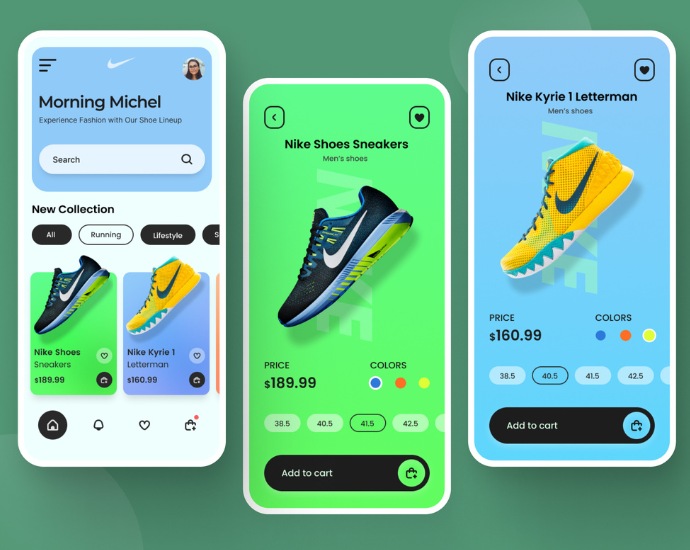 Morning Michel
Experience Fashion with Our Shoe Lineup
Search
New Collection
All
Running
Lifestyle
S
Nike Shoes
Sneakers
$189.99
Nike Kyrie 1
Letterman
$160.99
Nike Shoes Sneakers
Men's shoes
NIKE
PRICE
COLORS
$189.99
38.5
40.5
41.5
42.5
Add to cart
Nike Kyrie 1 Letterman
Men's shoes
NIKE
PRICE
COLORS
$160.99
38.5
40.5
41.5
42.5
Add to cart